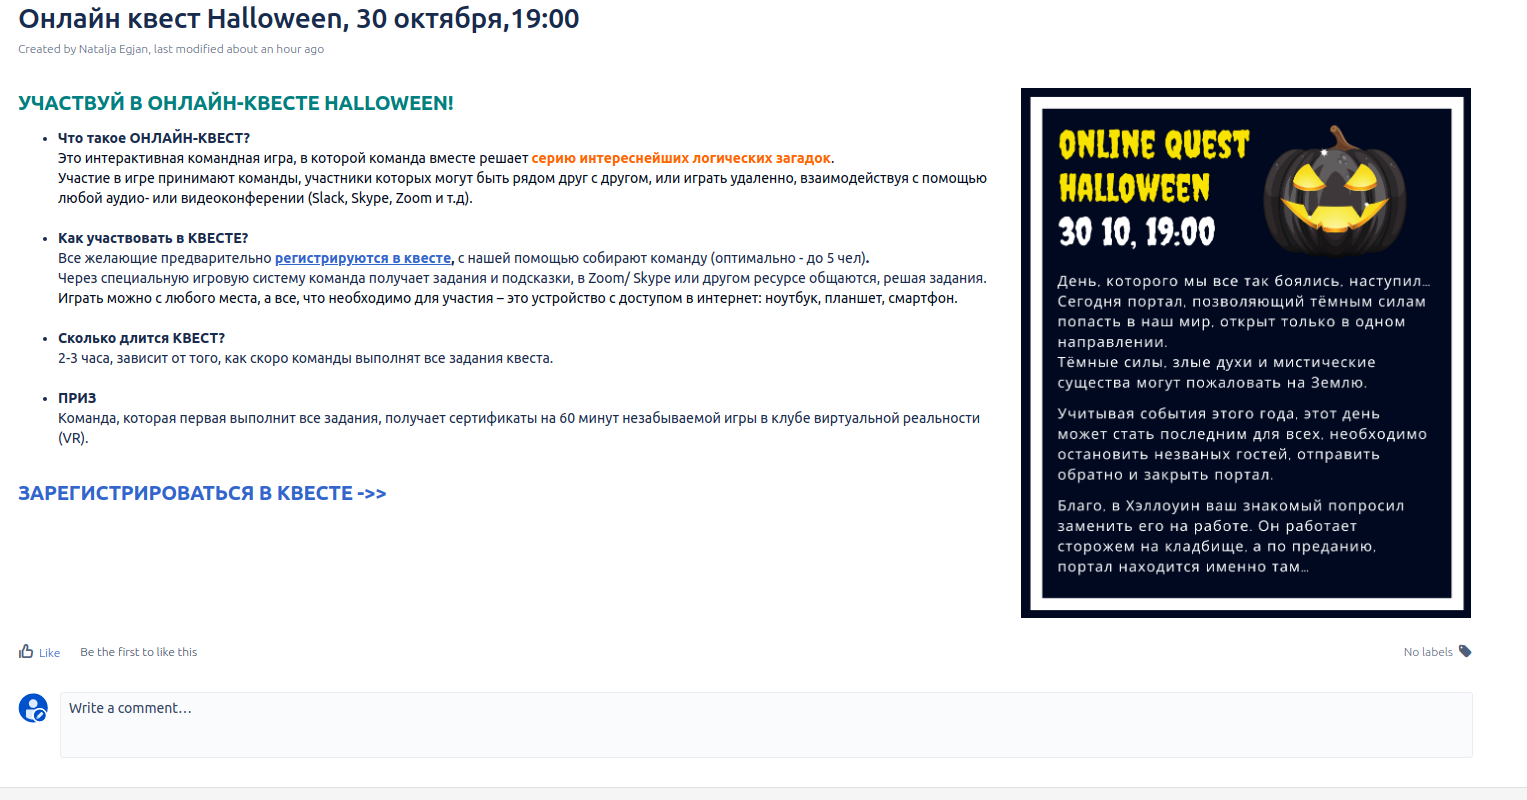 Онлайн квест Halloween, 30 октября,19:00
Created by Natalja Egjan, last modified about an hour ago
УЧАСТВУЙ В ОНЛАЙН-КВЕСТЕ HALLOWEEN!
• Что такое ОНЛАЙН-КВЕСТ?
Это интерактивная командная игра, в которой команда вместе решает серию интереснейших логических загадок.
Участие в игре принимают команды, участники которых могут быть рядом друг с другом, или играть удаленно, взаимодействуя с помощью
любой аудио- или видеоконференции (Slack, Skype, Zoom и т.д).
• Как участвовать в КВЕСТЕ?
Все желающие предварительно регистрируются в квесте, с нашей помощью собирают команду (оптимально - до 5 чел).
Через специальную игровую систему команда получает задания и подсказки, в Zoom/ Skype или другом ресурсе общаются, решая задания.
Играть можно с любого места, а все, что необходимо для участия – это устройство с доступом в интернет: ноутбук, планшет, смартфон.
• Сколько длится КВЕСТ?
2-3 часа, зависит от того, как скоро команды выполнят все задания квеста.
• ПРИЗ
Команда, которая первая выполнит все задания, получает сертификаты на 60 минут незабываемой игры в клубе виртуальной реальности
(VR).
ЗАРЕГИСТРИРОВАТЬСЯ В КВЕСТЕ ->>
ONLINE QUEST
HALLOWEEN
30 10, 19:00
День, которого мы все так боялись, наступил…
Сегодня портал, позволяющий тёмным силам
попасть в наш мир, открыт только в одном
направлении.
Тёмные силы, злые духи и мистические
существа могут пожаловать на Землю.
Учитывая события этого года, этот день
может стать последним для всех, необходимо
остановить незваных гостей, отправить
обратно и закрыть портал.
Благо, в Хэллоуин ваш знакомый попросил
заменить его на работе. Он работает
сторожем на кладбище, а по преданию,
портал находится именно там…
Like
Be the first to like this
No labels
Write a comment…